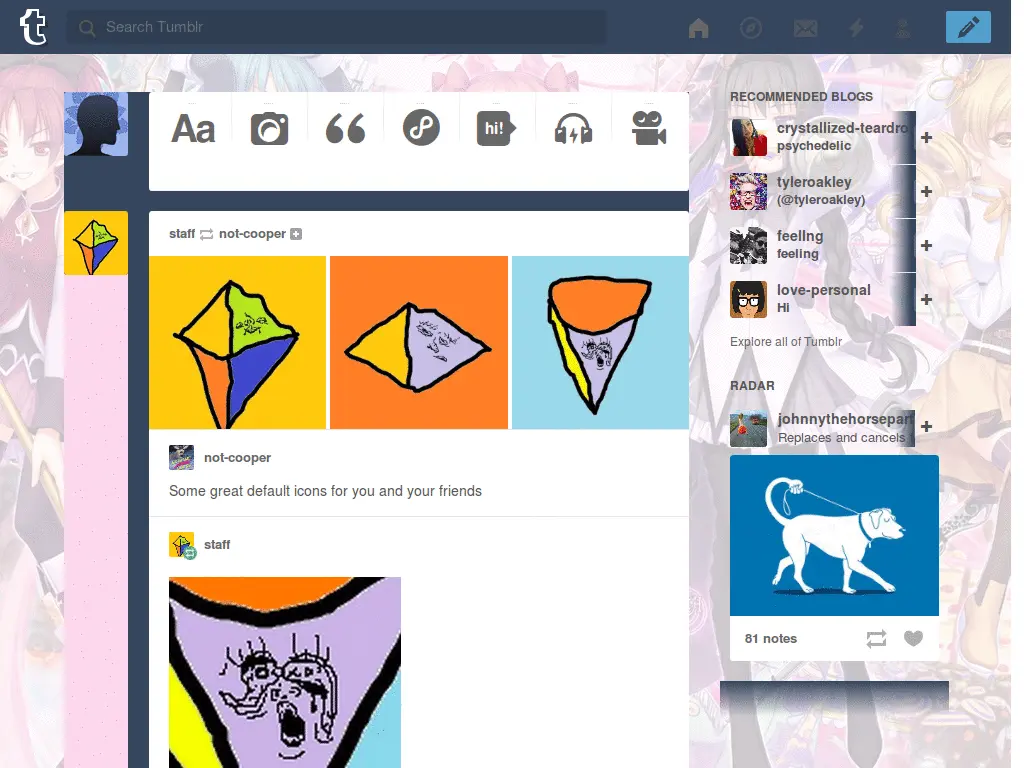 t
Search Tumblr
Aa
hi!
staff not-cooper
not-cooper
Some great default icons for you and your friends
staff
RECOMMENDED BLOGS
crystallized-teardro
psychedelic
tyleroakley
(@tyleroakley)
feelIng
feeling
love-personal
Hi
Explore all of Tumblr
RADAR
johnnythehorsepart
Replaces and cancels
81 notes